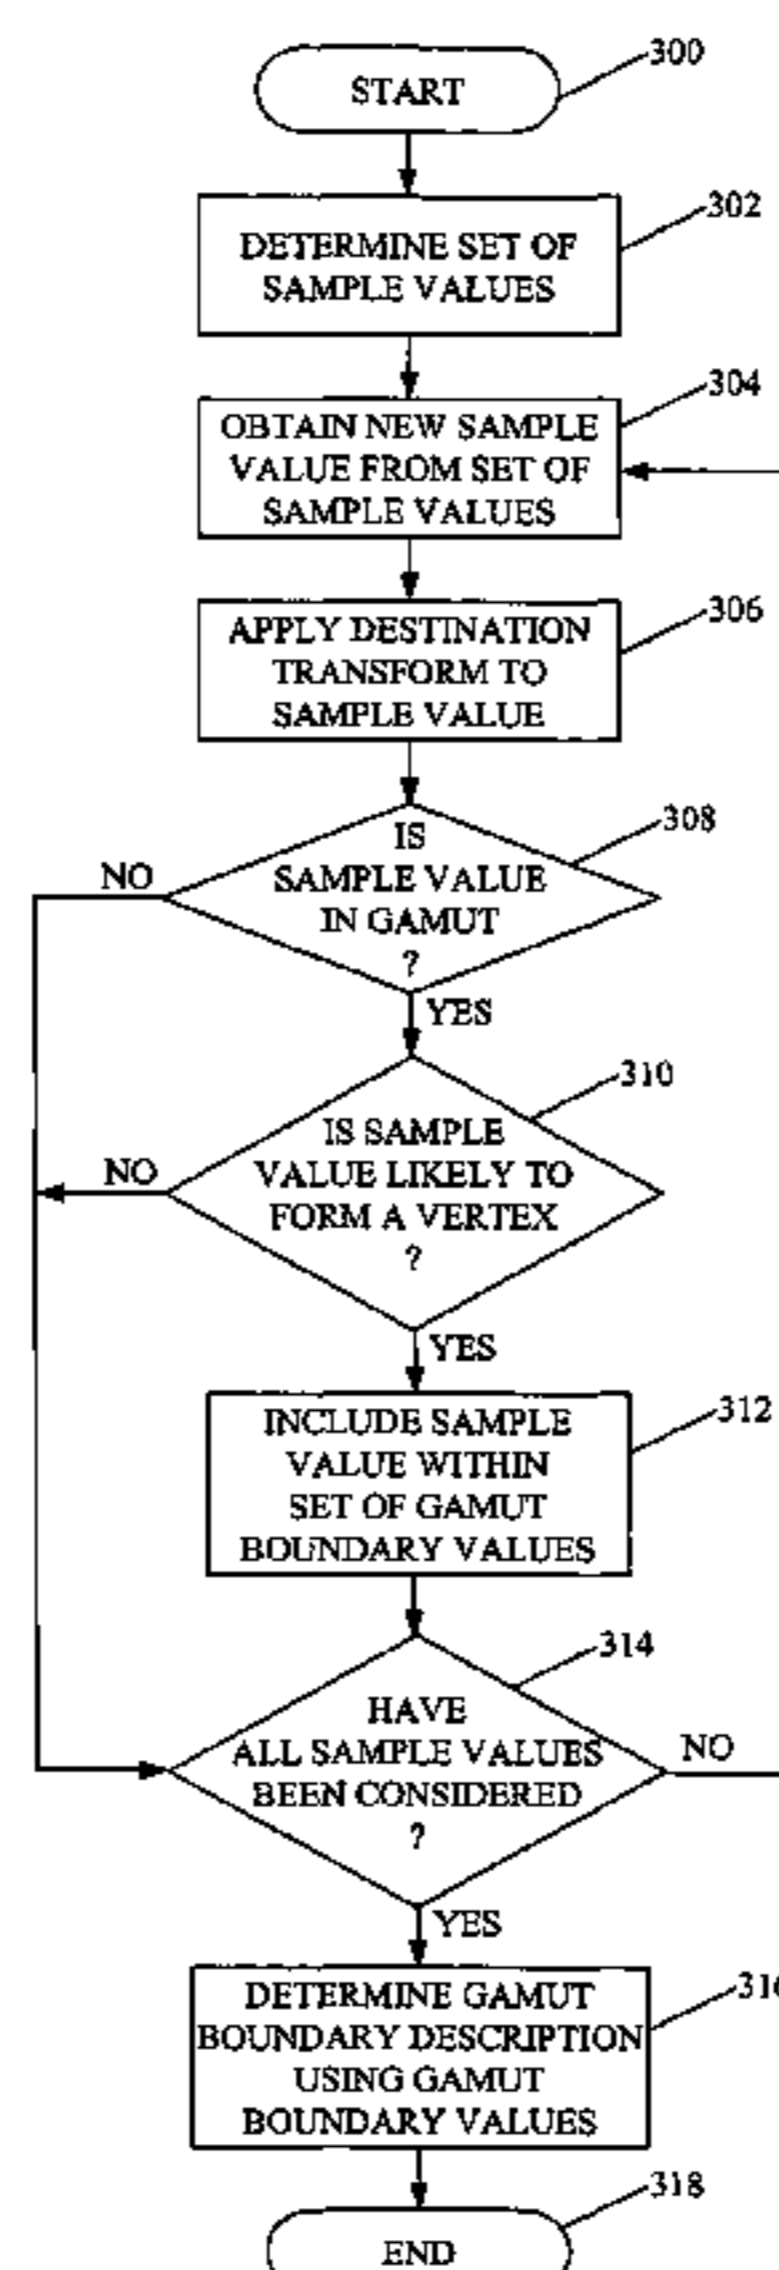 300
START
302
DETERMINE SET OF
SAMPLE VALUES
304
OBTAIN NEW SAMPLE
VALUE FROM SET OF
SAMPLE VALUES
306
APPLY DESTINATION
TRANSFORM TO
SAMPLE VALUE
308
IS
SAMPLE VALUE
IN GAMUT
?
NO
YES
310
IS SAMPLE
VALUE LIKELY TO
FORM A VERTEX
?
NO
YES
312
INCLUDE SAMPLE
VALUE WITHIN
SET OF GAMUT
BOUNDARY VALUES
314
HAVE
ALL SAMPLE VALUES
BEEN CONSIDERED
?
NO
YES
316
DETERMINE GAMUT
BOUNDARY DESCRIPTION
USING GAMUT
BOUNDARY VALUES
318
END